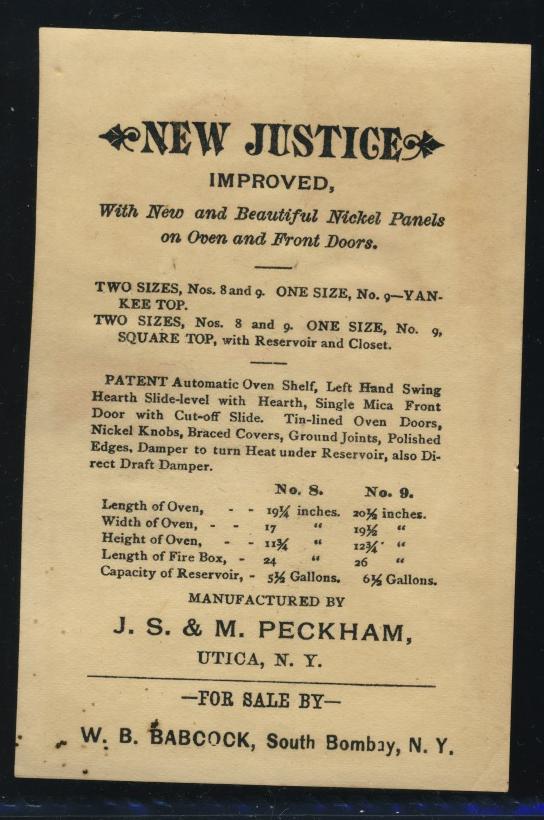 NEW JUSTICE
IMPROVED,
With New and Beautiful Nickel Panels
on Oven and Front Doors.
TWO SIZES, Nos. 8 and 9. ONE SIZE, No. 9—YAN-
KEE TOP.
TWO SIZES, Nos. 8 and 9. ONE SIZE, No. 9,
SQUARE TOP, with Reservoir and Closet.
PATENT Automatic Oven Shelf, Left Hand Swing
Hearth Slide-level with Hearth, Single Mica Front
Door with Cut-off Slide. Tin-lined Oven Doors,
Nickel Knobs, Braced Covers, Ground Joints, Polished
Edges, Damper to turn Heat under Reservoir, also Di-
rect Draft Damper.
No. 8. No. 9.
Length of Oven, - - 19¼ inches. 20½ inches.
Width of Oven, - - 17 " 19½ "
Height of Oven, - - 11¾ " 12¾ "
Length of Fire Box, - 24 " 26 "
Capacity of Reservoir, - 5½ Gallons. 6½ Gallons.
MANUFACTURED BY
J. S. & M. PECKHAM,
UTICA, N. Y.
—FOR SALE BY—
W. B. BABCOCK, South Bombay, N. Y.